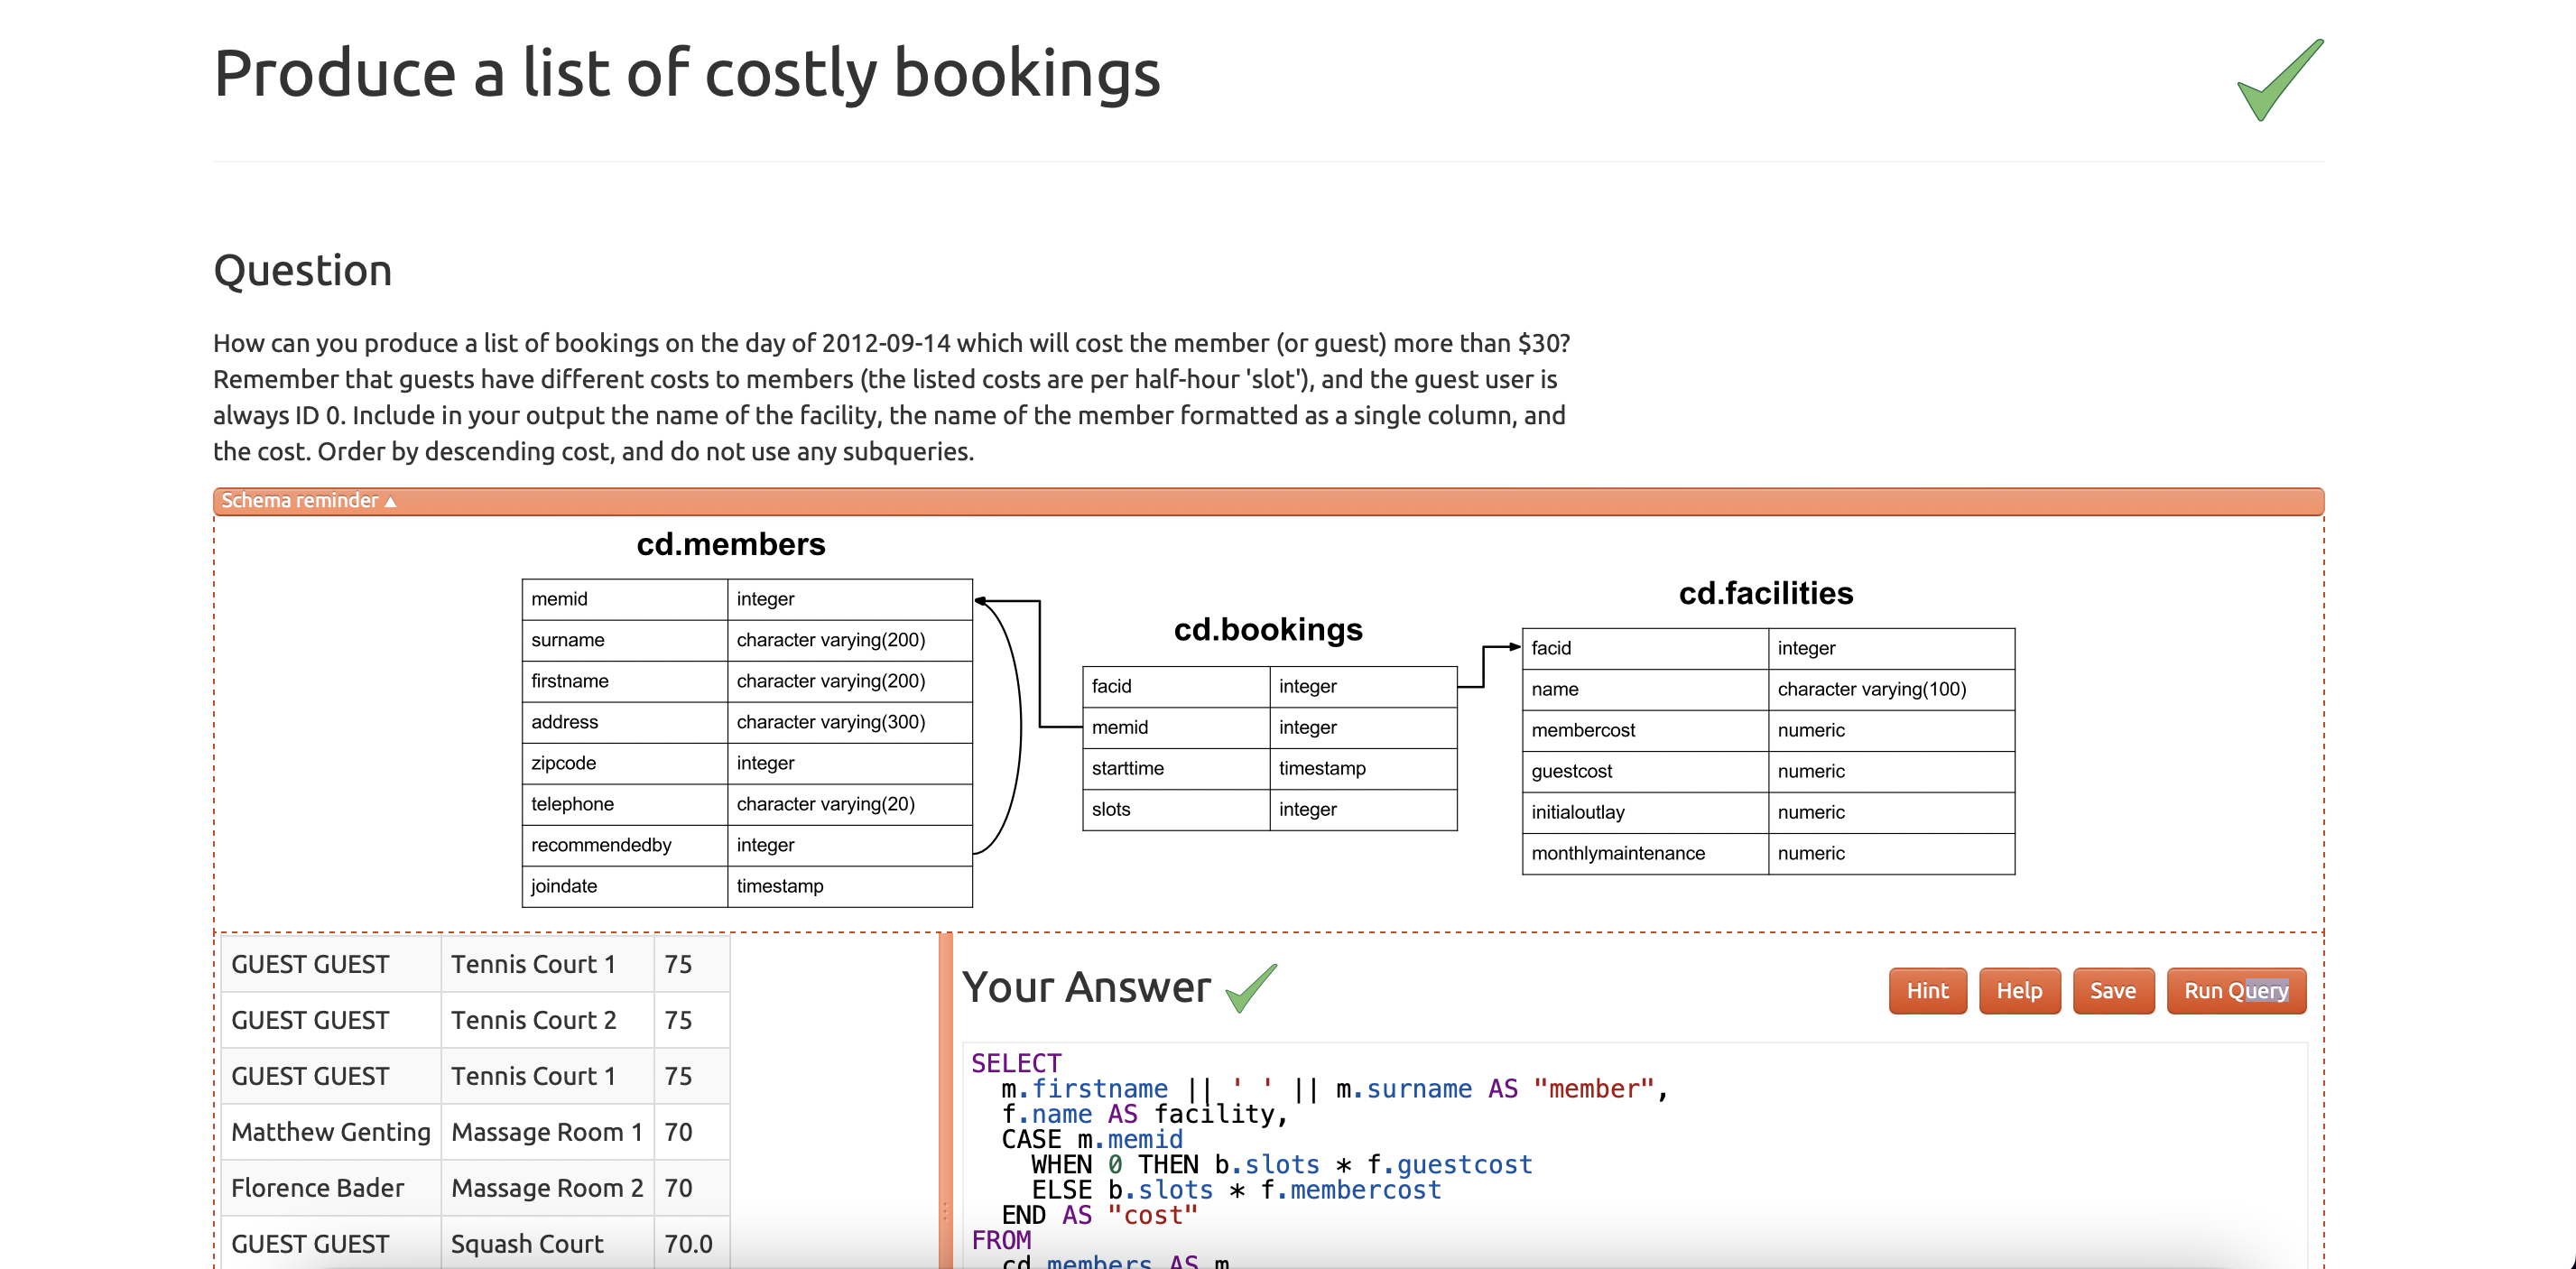 Produce a list of costly bookings
Question
How can you produce a list of bookings on the day of 2012-09-14 which will cost the member (or guest) more than $30?
Remember that guests have different costs to members (the listed costs are per half-hour 'slot'), and the guest user is
always ID 0. Include in your output the name of the facility, the name of the member formatted as a single column, and
the cost. Order by descending cost, and do not use any subqueries.
Schema reminder ▲
cd.members
memid integer
surname character varying(200)
firstname character varying(200)
address character varying(300)
zipcode integer
telephone character varying(20)
recommendedby integer
joindate timestamp
cd.bookings
facid integer
memid integer
starttime timestamp
slots integer
cd.facilities
facid integer
name character varying(100)
membercost numeric
guestcost numeric
initialoutlay numeric
monthlymaintenance numeric
GUEST GUEST Tennis Court 1 75
GUEST GUEST Tennis Court 2 75
GUEST GUEST Tennis Court 1 75
Matthew Genting Massage Room 1 70
Florence Bader Massage Room 2 70
GUEST GUEST Squash Court 70.0
Your Answer
Hint Help Save Run Query
SELECT
m.firstname || ' ' || m.surname AS "member",
f.name AS facility,
CASE m.memid
WHEN 0 THEN b.slots * f.guestcost
ELSE b.slots * f.membercost
END AS "cost"
FROM
cd.members AS m